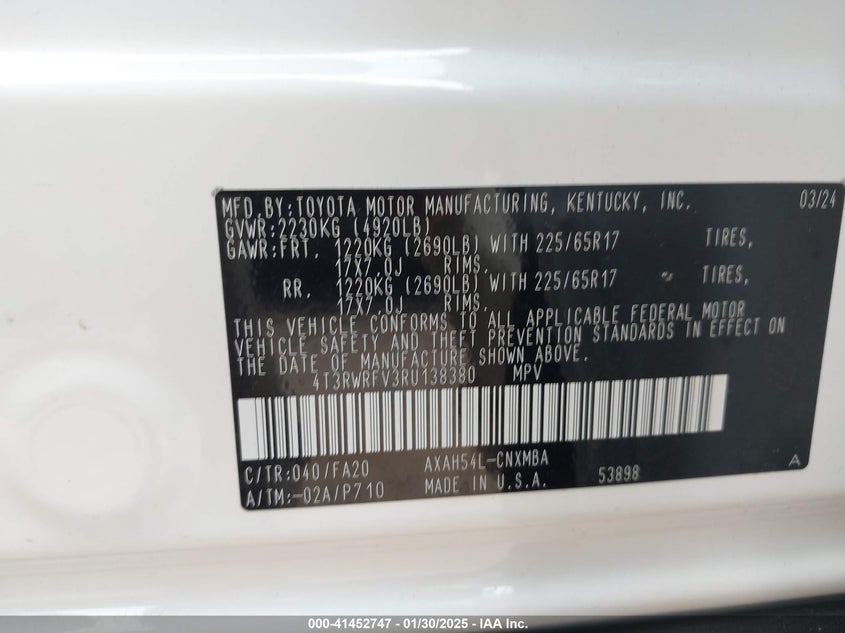 MFD.BY:TOYOTA MOTOR MANUFACTURING, KENTUCKY, INC. 03/24
GVWR:2230KG (4920LB)
GAWR:FRT. 1220KG (2690LB) WITH 225/65R17 TIRES,
17X7.0J RIMS,
RR. 1220KG (2690LB) WITH 225/65R17 TIRES,
17X7.0J RIMS.
THIS VEHICLE CONFORMS TO ALL APPLICABLE FEDERAL MOTOR
VEHICLE SAFETY AND THEFT PREVENTION STANDARDS IN EFFECT ON
THE DATE OF MANUFACTURE SHOWN ABOVE.
4T3RWRFV3RU138380 MPV
C/TR:040/FA20 AXAH54L-CNXMBA
A/TM:-02A/P710 MADE IN U.S.A. 53898 A
000-41452747 - 01/30/2025 - IAA Inc.